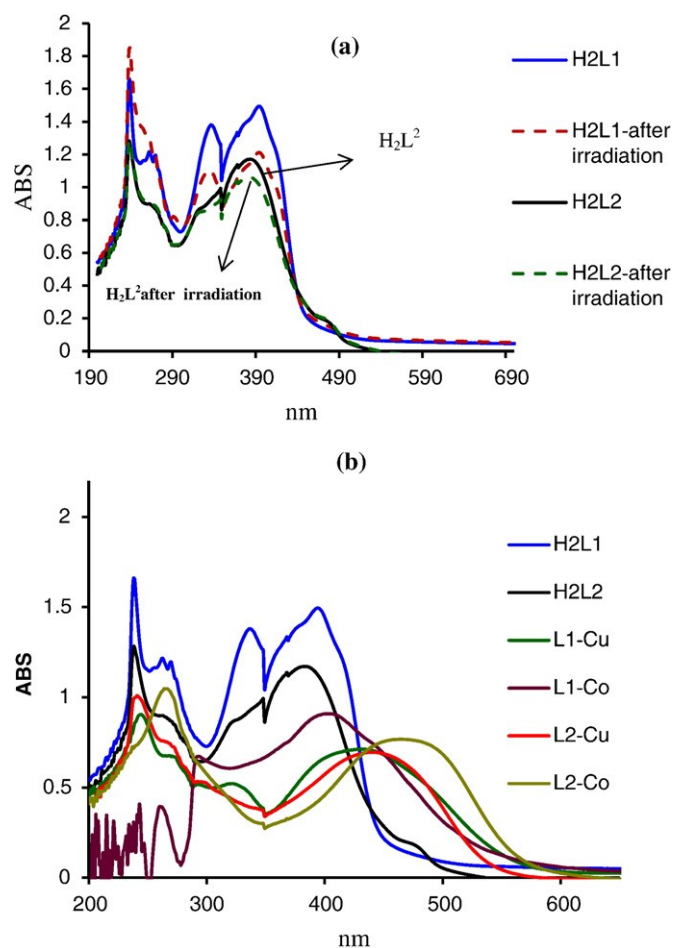 (a)
ABS
2
1.8
1.6
1.4
1.2
1
0.8
0.6
0.4
0.2
0
190 290 390 490 590 690
nm
H₂L²
H₂L²after irradiation
H2L1
H2L1-after
irradiation
H2L2
H2L2-after
irradiation
(b)
ABS
2
1.5
1
0.5
0
200 300 400 500 600
nm
H2L1
H2L2
L1-Cu
L1-Co
L2-Cu
L2-Co